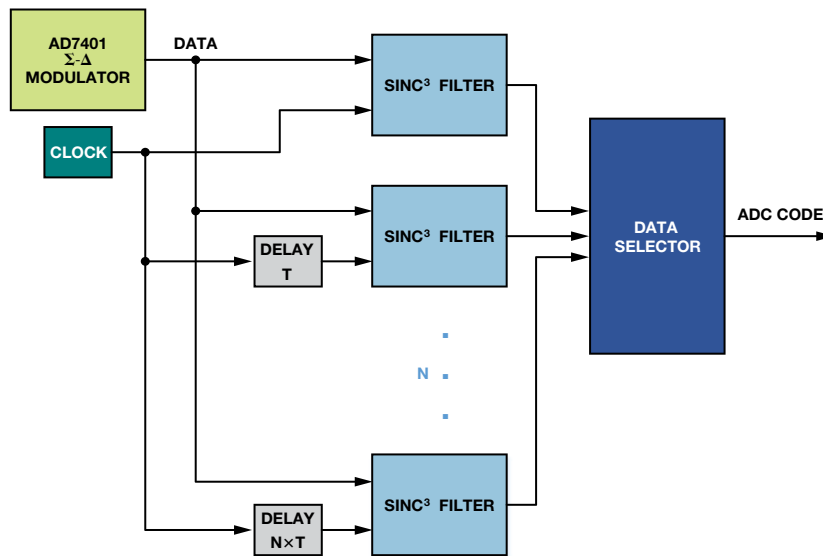 AD7401
Σ-Δ
MODULATOR
DATA
CLOCK
SINC³ FILTER
SINC³ FILTER
DELAY
T
DATA
SELECTOR
ADC CODE
N
SINC³ FILTER
DELAY
N×T